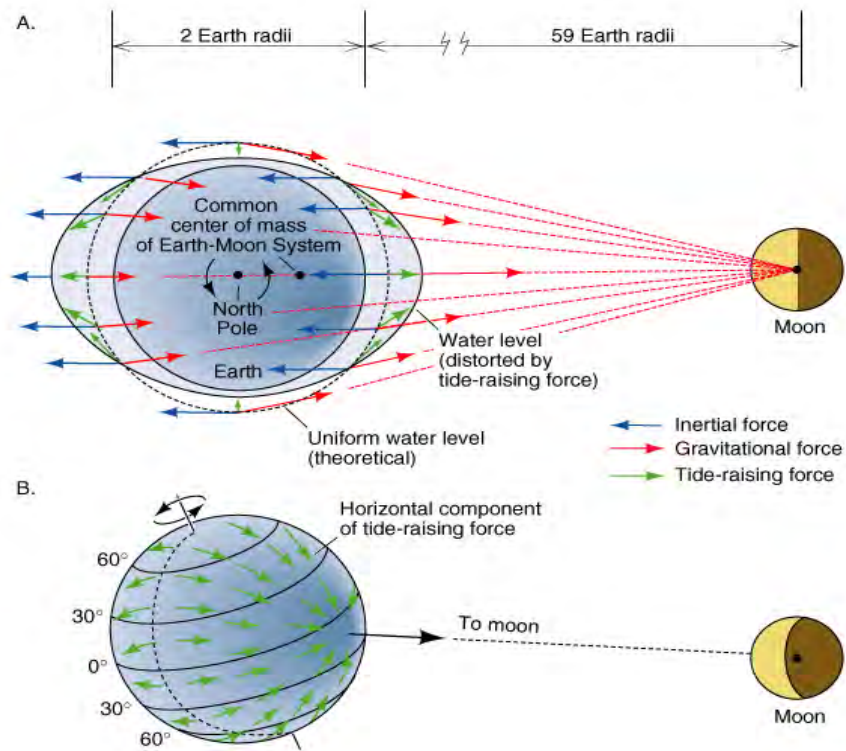 A.
2 Earth radii
59 Earth radii
Common
center of mass
of Earth-Moon System
North
Pole
Earth
Moon
Water level
(distorted by
tide-raising force)
Uniform water level
(theoretical)
Inertial force
Gravitational force
Tide-raising force
B.
Horizontal component
of tide-raising force
60°
30°
0°
30°
60°
To moon
Moon